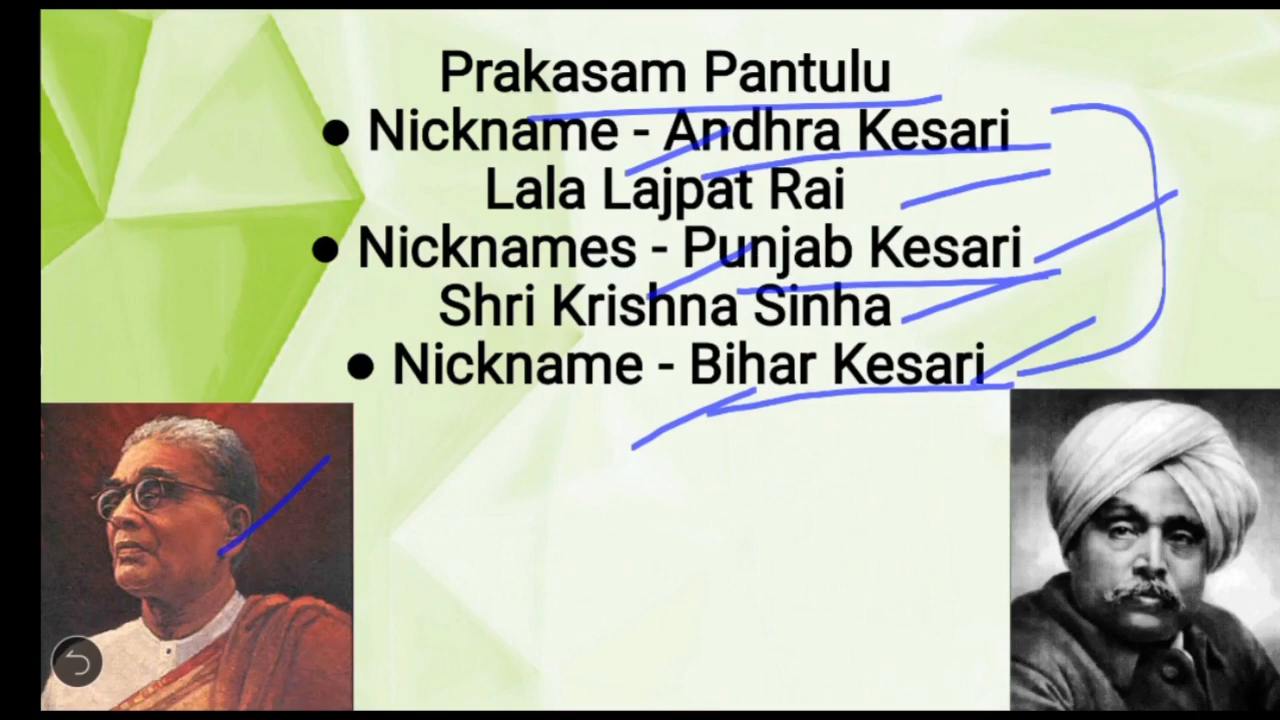 Prakasam Pantulu
● Nickname - Andhra Kesari
Lala Lajpat Rai
● Nicknames - Punjab Kesari
Shri Krishna Sinha
● Nickname - Bihar Kesari